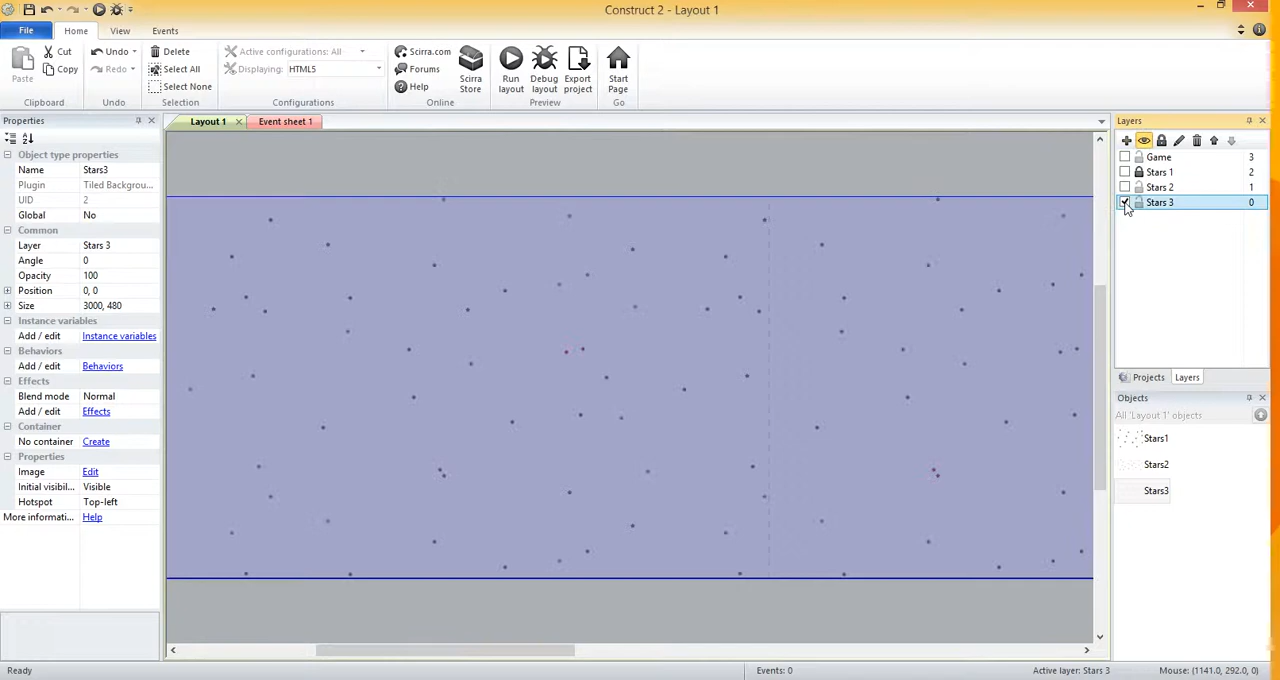 Construct 2 - Layout 1
File
Home
View
Events
Paste
Cut
Copy
Clipboard
Undo
Redo
Undo
Delete
Select All
Select None
Selection
Active configurations: All
Displaying: HTML5
Configurations
Scirra.com
Forums
Help
Scirra Store
Online
Run layout
Debug layout
Export project
Preview
Start Page
Go
Properties
Layout 1
Event sheet 1
Layers
Object type properties
Name Stars3
Plugin Tiled Backgrou...
UID 2
Global No
Common
Layer Stars 3
Angle 0
Opacity 100
Position 0, 0
Size 3000, 480
Instance variables
Add / edit Instance variables
Behaviors
Add / edit Behaviors
Effects
Blend mode Normal
Add / edit Effects
Container
No container Create
Properties
Image Edit
Initial visibil... Visible
Hotspot Top-left
More informati... Help
Game 3
Stars 1 2
Stars 2 1
Stars 3 0
Projects
Layers
Objects
All 'Layout 1' objects
Stars1
Stars2
Stars3
Ready
Events: 0
Active layer: Stars 3
Mouse: (1141.0, 292.0, 0)